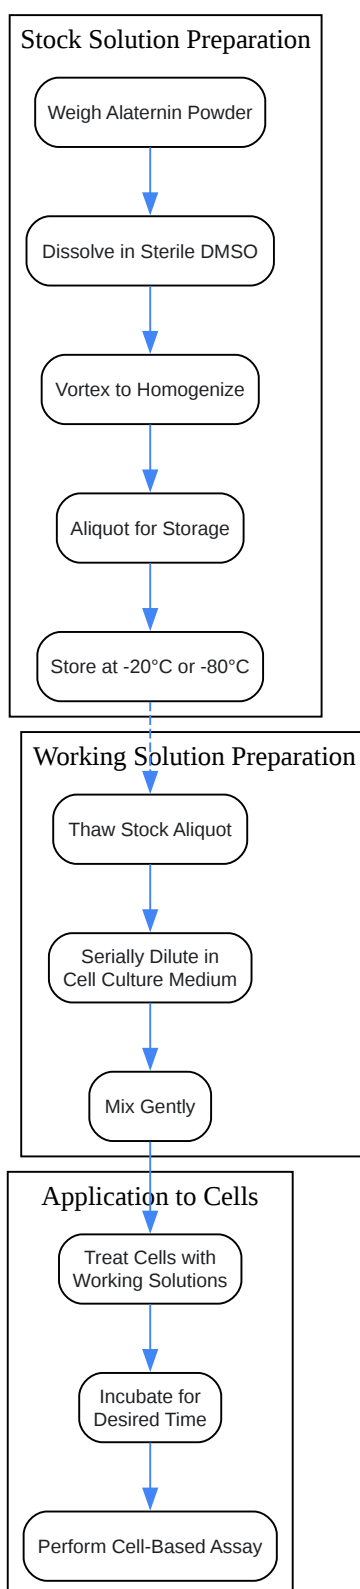 Stock Solution Preparation
Weigh Alaternin Powder
Dissolve in Sterile DMSO
Vortex to Homogenize
Aliquot for Storage
Store at -20°C or -80°C
Working Solution Preparation
Thaw Stock Aliquot
Serially Dilute in
Cell Culture Medium
Mix Gently
Application to Cells
Treat Cells with
Working Solutions
Incubate for
Desired Time
Perform Cell-Based Assay